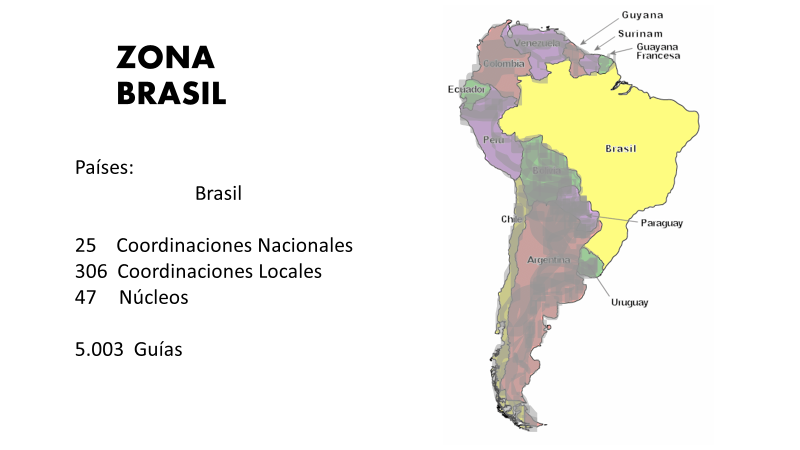 ZONA
BRASIL
Países:
Brasil
25 Coordinaciones Nacionales
306 Coordinaciones Locales
47 Núcleos
5.003 Guías
Guyana
Surinam
Guayana
Francesa
Venezuela
Colombia
Ecuador
Perú
Brasil
Chile
Paraguay
Argentina
Uruguay